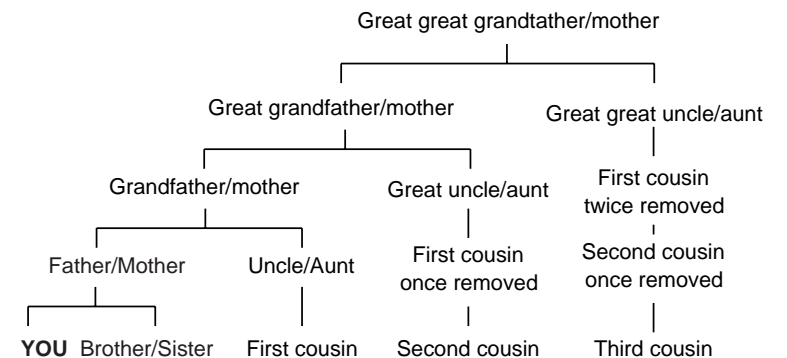 Great great grandtather/mother
Great grandfather/mother
Great great uncle/aunt
Grandfather/mother
Great uncle/aunt
First cousin
twice removed
Father/Mother
Uncle/Aunt
First cousin
once removed
Second cousin
once removed
YOU
Brother/Sister
First cousin
Second cousin
Third cousin